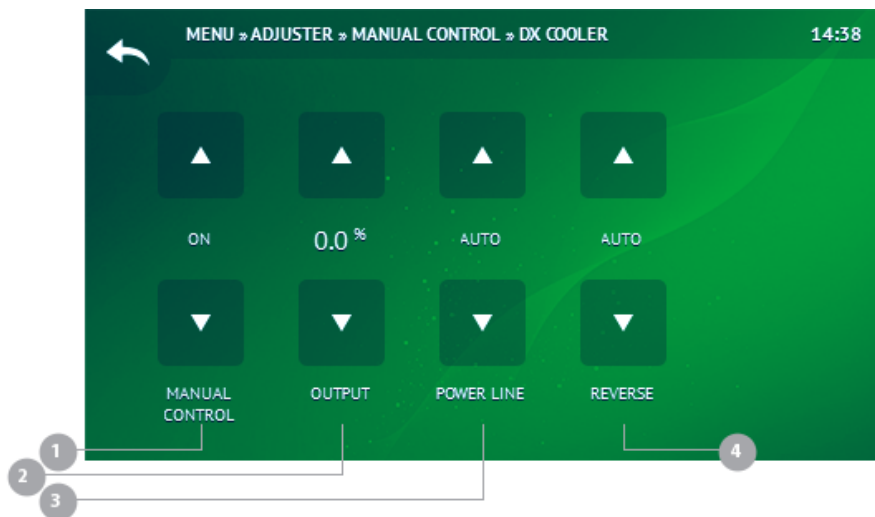 MENU » ADJUSTER » MANUAL CONTROL » DX COOLER 14:38
ON 0.0 % AUTO AUTO
MANUAL CONTROL OUTPUT POWER LINE REVERSE
1
2
3
4